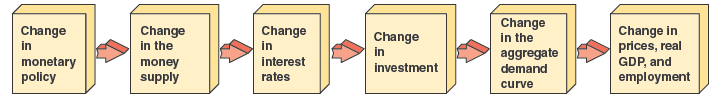 Change
in
monetary
policy
Change
in the
money
supply
Change
in
interest
rates
Change
in
investment
Change
in the
aggregate
demand
curve
Change in
prices, real
GDP, and
employment